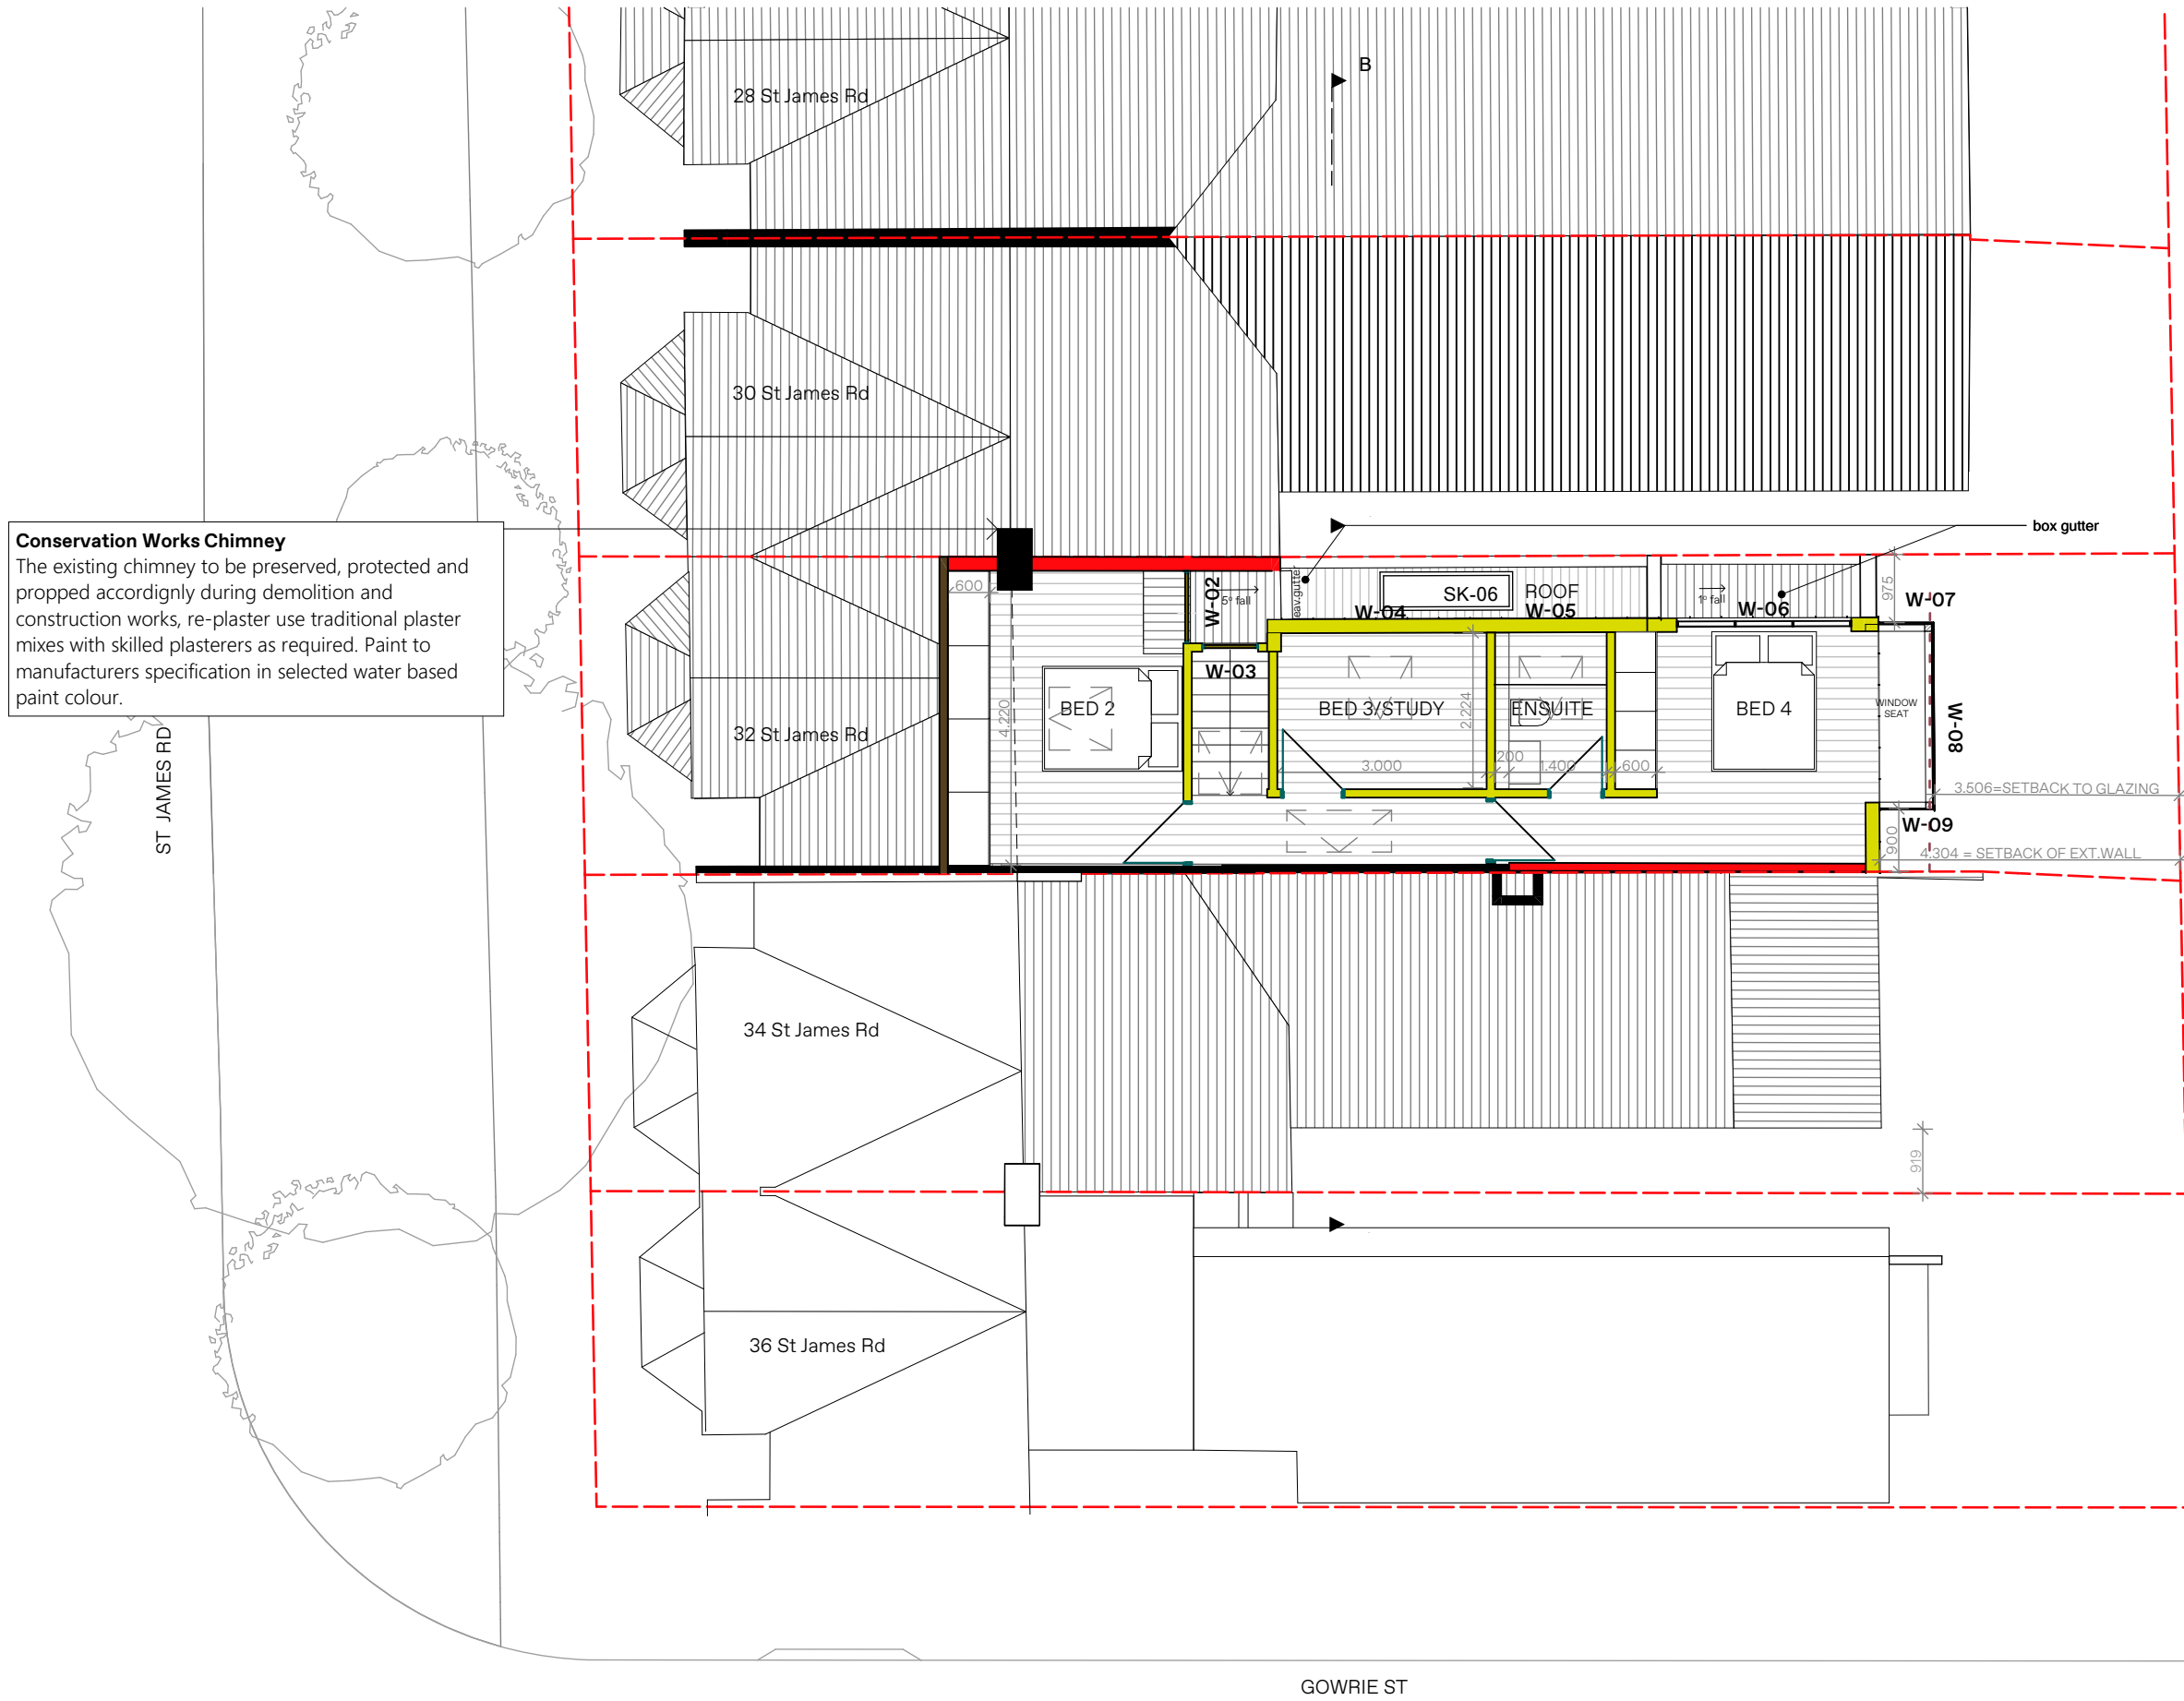 B
28 St James Rd
30 St James Rd
Conservation Works Chimney
The existing chimney to be preserved, protected and
propped accordignly during demolition and
construction works, re-plaster use traditional plaster
mixes with skilled plasterers as required. Paint to
manufacturers specification in selected water based
paint colour.
box gutter
600
W-02
5° fall
eav.gutter
SK-06
ROOF
W-04
W-05
1° fall
W-06
975
W-07
W-03
BED 2
4.220
BED 3/STUDY
2.224
ENSUITE
BED 4
WINDOW
SEAT
W-08
32 St James Rd
ST JAMES RD
3.000
200
1.400
600
3.506=SETBACK TO GLAZING
W-09
900
4.304 = SETBACK OF EXT.WALL
34 St James Rd
919
36 St James Rd
GOWRIE ST